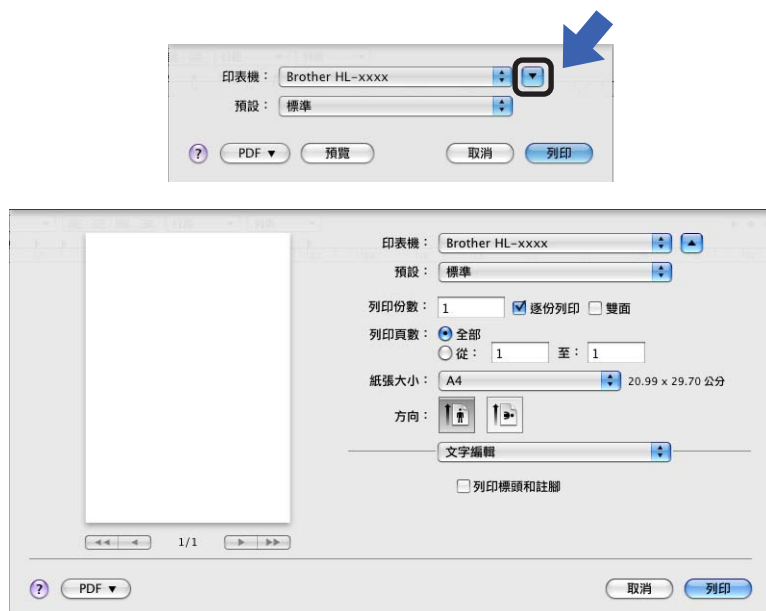 印表機： Brother HL-xxxx
預設： 標準
? PDF ▼ 預覽 取消 列印
印表機： Brother HL-xxxx
預設： 標準
列印份數： 1 逐份列印 雙面
列印頁數： 全部
從： 1 至： 1
紙張大小： A4 20.99 x 29.70 公分
方向：
文字編輯
列印標頭和註腳
1/1
? PDF ▼ 取消 列印